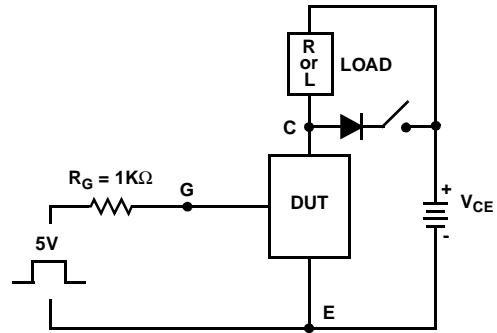 R
or
L
LOAD
C
R_G = 1KΩ
G
DUT
5V
+
V_CE
-
E